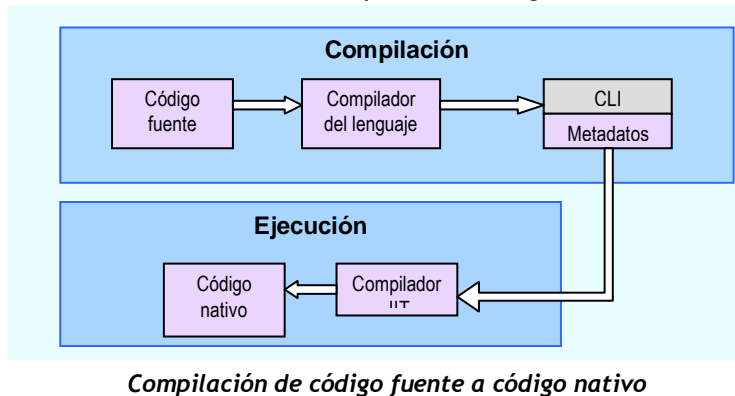 Compilación
Código
fuente
Compilador
del lenguaje
CLI
Metadatos
Ejecución
Código
nativo
Compilador
Compilación de código fuente a código nativo